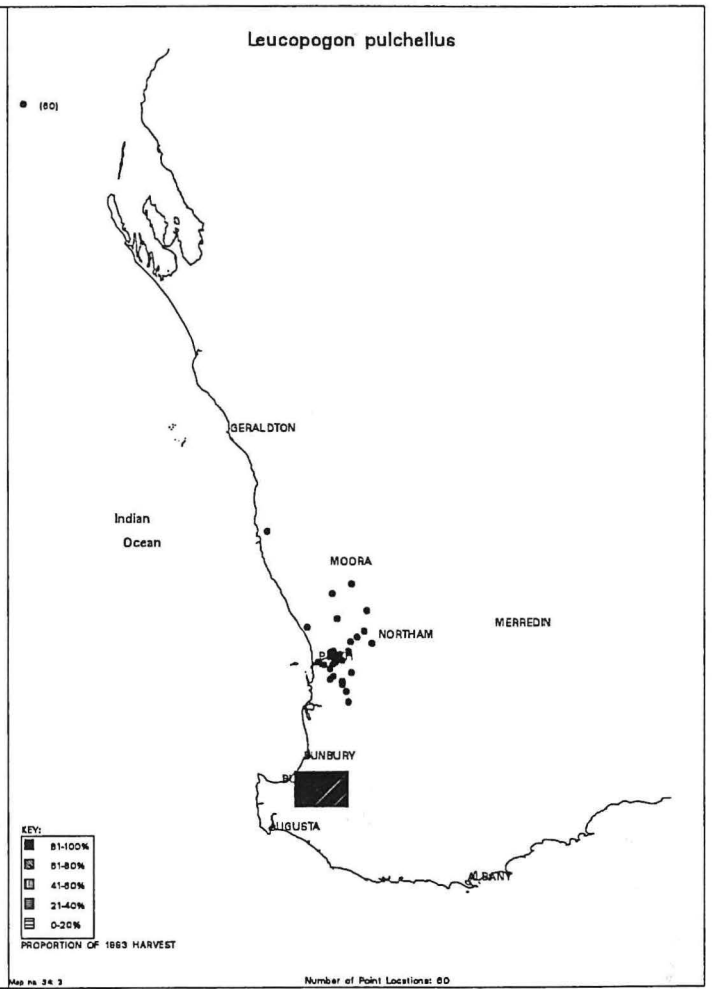 Leucopogon pulchellus
(60)
GERALDTON
Indian
Ocean
MOORA
MERREDIN
NORTHAM
BUNBURY
AUGUSTA
ALBANY
KEY:
81-100%
61-80%
41-60%
21-40%
0-20%
PROPORTION OF 1993 HARVEST
Map no. 34: 3
Number of Point Locations: 60